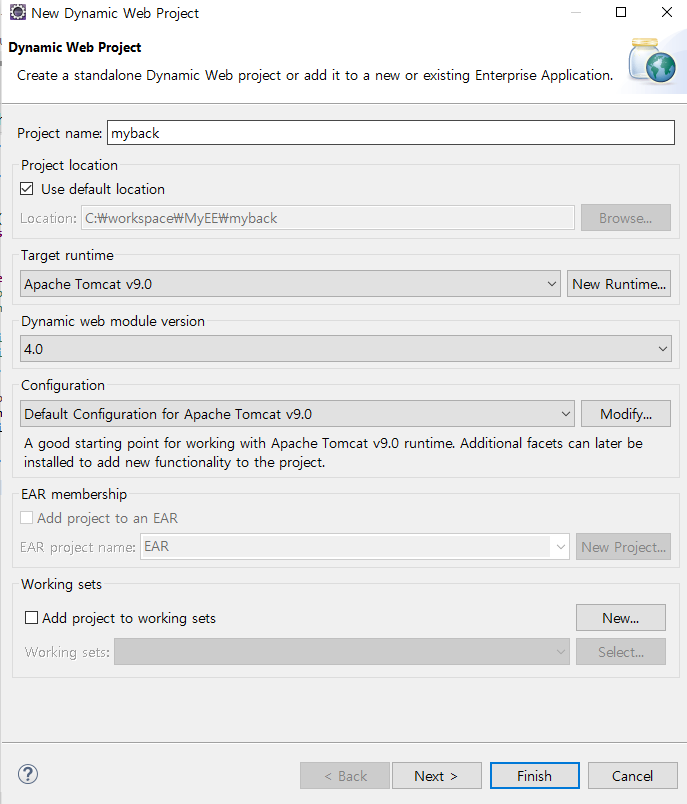 New Dynamic Web Project
Dynamic Web Project
Create a standalone Dynamic Web project or add it to a new or existing Enterprise Application.
Project name: myback
Project location
Use default location
Location: C:₩workspace₩MyEE₩myback Browse...
Target runtime
Apache Tomcat v9.0 New Runtime...
Dynamic web module version
4.0
Configuration
Default Configuration for Apache Tomcat v9.0 Modify...
A good starting point for working with Apache Tomcat v9.0 runtime. Additional facets can later be
installed to add new functionality to the project.
EAR membership
Add project to an EAR
EAR project name: EAR New Project...
Working sets
Add project to working sets New...
Working sets: Select...
? < Back Next > Finish Cancel